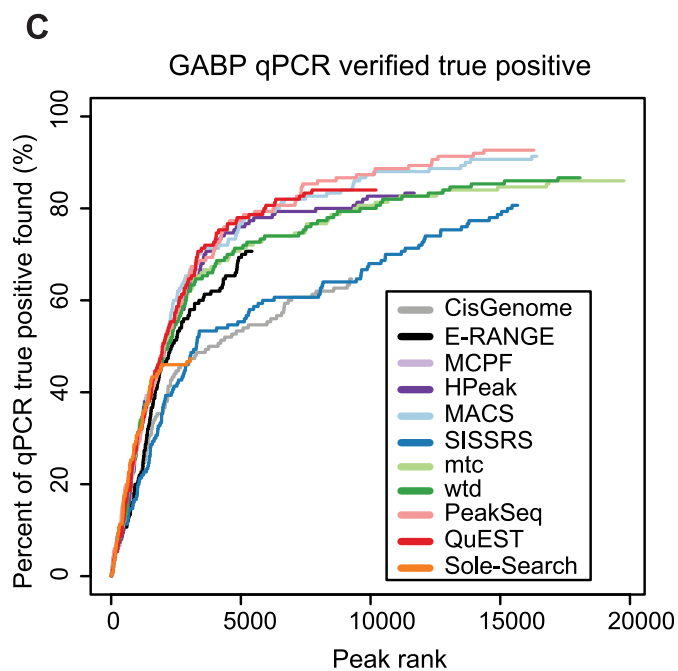 C
GABP qPCR verified true positive
Percent of qPCR true positive found (%)
100
80
60
40
20
0
CisGenome
E-RANGE
MCPF
HPeak
MACS
SISSRS
mtc
wtd
PeakSeq
QuEST
Sole-Search
0 5000 10000 15000 20000
Peak rank